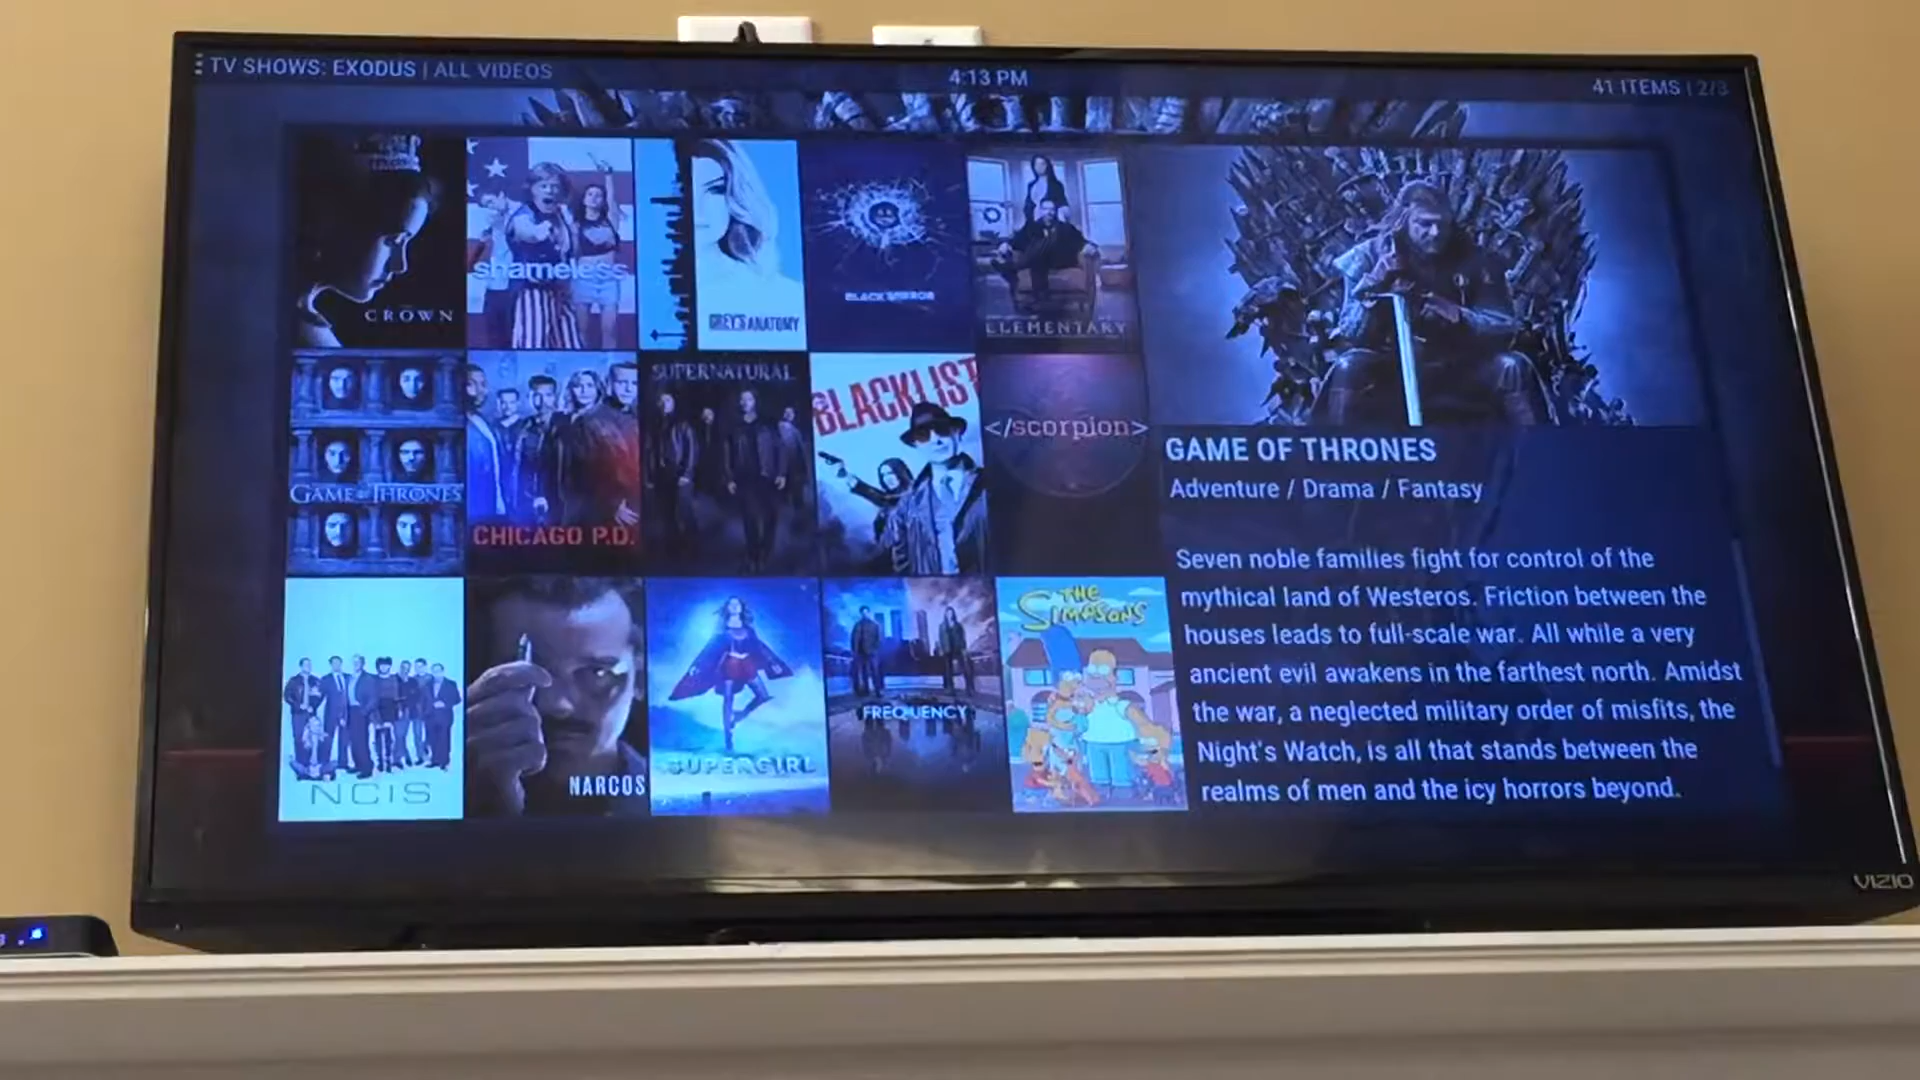 TV SHOWS: EXODUS | ALL VIDEOS
4:13 PM
41 ITEMS | 2/3
CROWN
shameless
GREY'S ANATOMY
BLACK MIRROR
ELEMENTARY
GAME OF THRONES
CHICAGO P.D.
SUPERNATURAL
BLACKLIST
</scorpion>
NCIS
NARCOS
SUPERGIRL
FREQUENCY
THE
SIMPSONS
GAME OF THRONES
Adventure / Drama / Fantasy
Seven noble families fight for control of the
mythical land of Westeros. Friction between the
houses leads to full-scale war. All while a very
ancient evil awakens in the farthest north. Amidst
the war, a neglected military order of misfits, the
Night's Watch, is all that stands between the
realms of men and the icy horrors beyond.
VIZIO